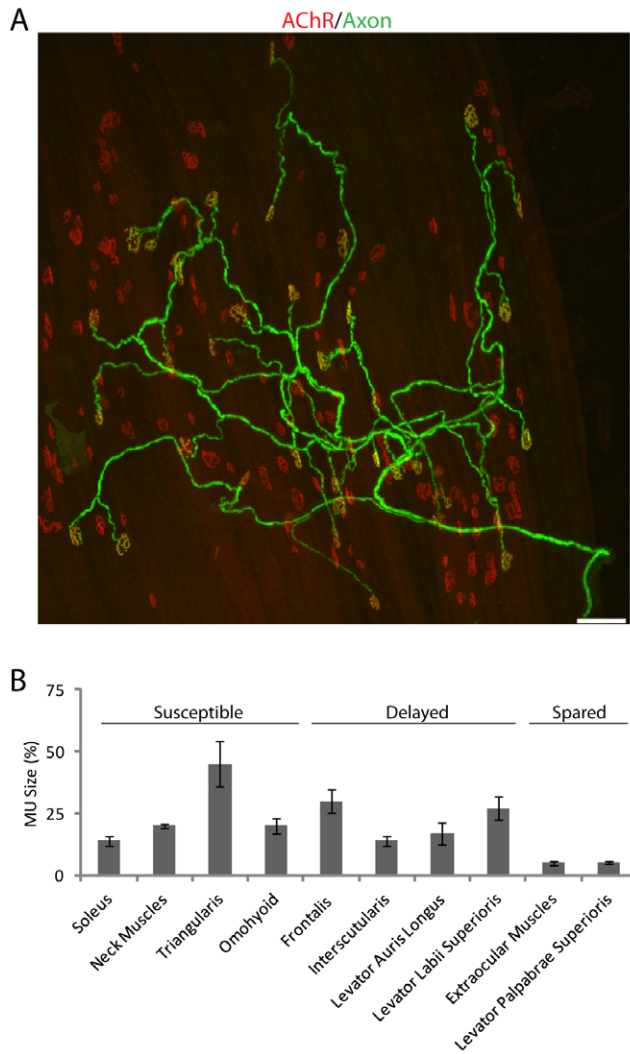 A
AChR/Axon
B
MU Size (%)
75
50
25
0
Susceptible
Delayed
Spared
Soleus
Neck Muscles
Triangularis
Omohyoid
Frontalis
Interscutularis
Levator Auris Longus
Levator Labii Superioris
Extraocular Muscles
Levator Palpabrae Superioris